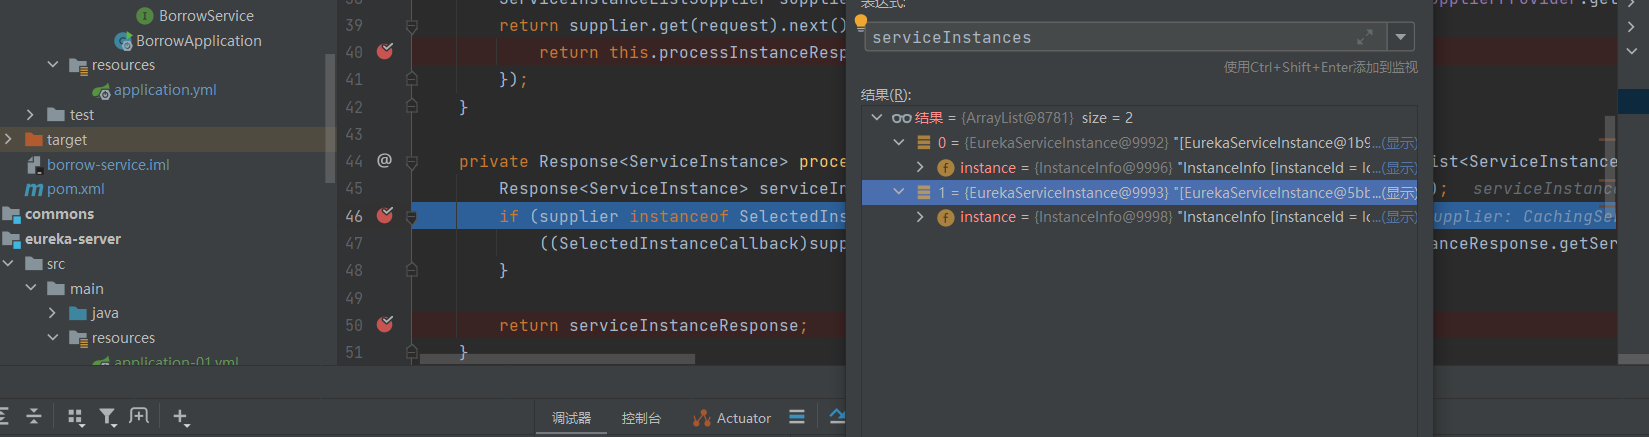 BorrowService
BorrowApplication
resources
application.yml
test
target
borrow-service.iml
pom.xml
commons
eureka-server
src
main
java
resources
application-01.yml
39 return supplier.get(request).next()
40 return this.processInstanceResp
41 });
42 }
43
44 @ private Response<ServiceInstance> proce
45 Response<ServiceInstance> serviceIn
46 if (supplier instanceof SelectedIns
47 ((SelectedInstanceCallback)supp
48 }
49
50 return serviceInstanceResponse;
51 }
表达式:
serviceInstances
使用Ctrl+Shift+Enter添加到监视
结果(R):
结果 = {ArrayList@8781} size = 2
0 = {EurekaServiceInstance@9992} "[EurekaServiceInstance@1b9...(显示)
instance = {InstanceInfo@9996} "InstanceInfo [instanceId = lc...(显示)
1 = {EurekaServiceInstance@9993} "[EurekaServiceInstance@5bb...(显示)
instance = {InstanceInfo@9998} "InstanceInfo [instanceId = lc...(显示)
ist<ServiceInstanc
); serviceInstanc
upplier: CachingSer
anceResponse.getSer
调试器
控制台
Actuator